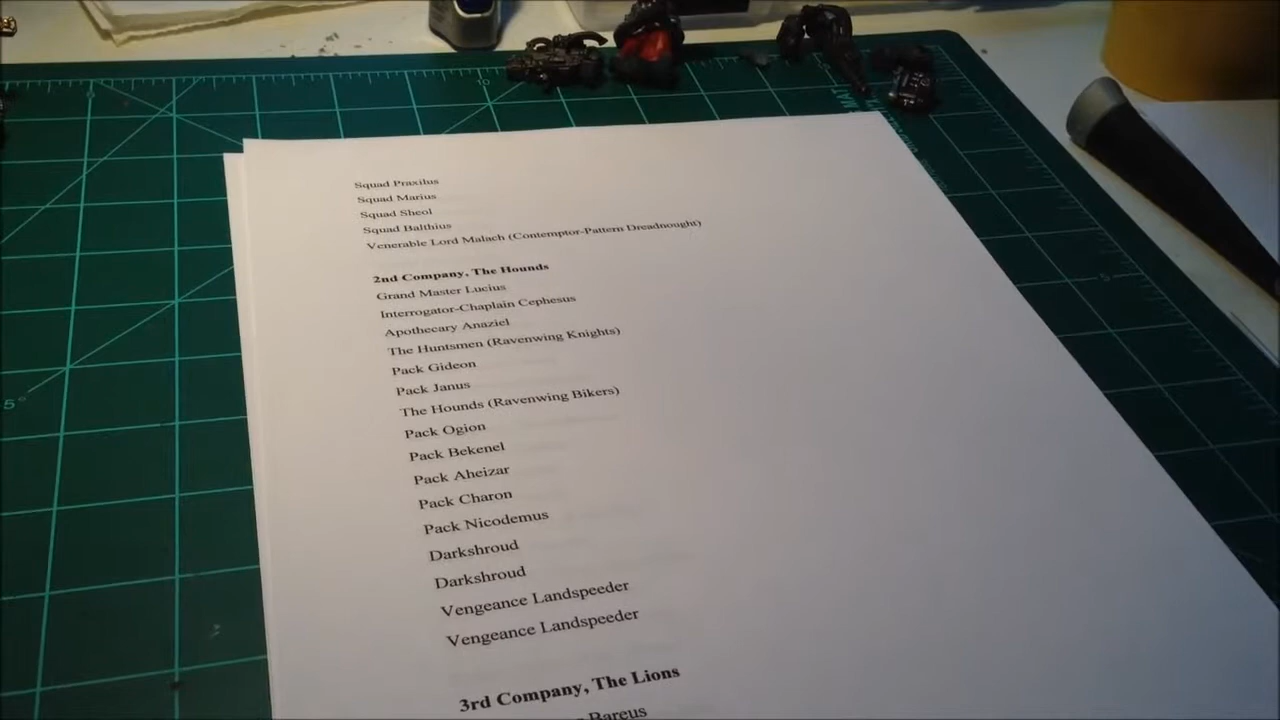 Squad Praxilus
Squad Marius
Squad Sheol
Squad Balthius
Venerable Lord Malach (Contemptor-Pattern Dreadnought)
2nd Company, The Hounds
Grand Master Lucius
Interrogator-Chaplain Cephesus
Apothecary Anaziel
The Huntsmen (Ravenwing Knights)
Pack Gideon
Pack Janus
The Hounds (Ravenwing Bikers)
Pack Ogion
Pack Bekenel
Pack Aheizar
Pack Charon
Pack Nicodemus
Darkshroud
Darkshroud
Vengeance Landspeeder
Vengeance Landspeeder
3rd Company, The Lions
Bareus